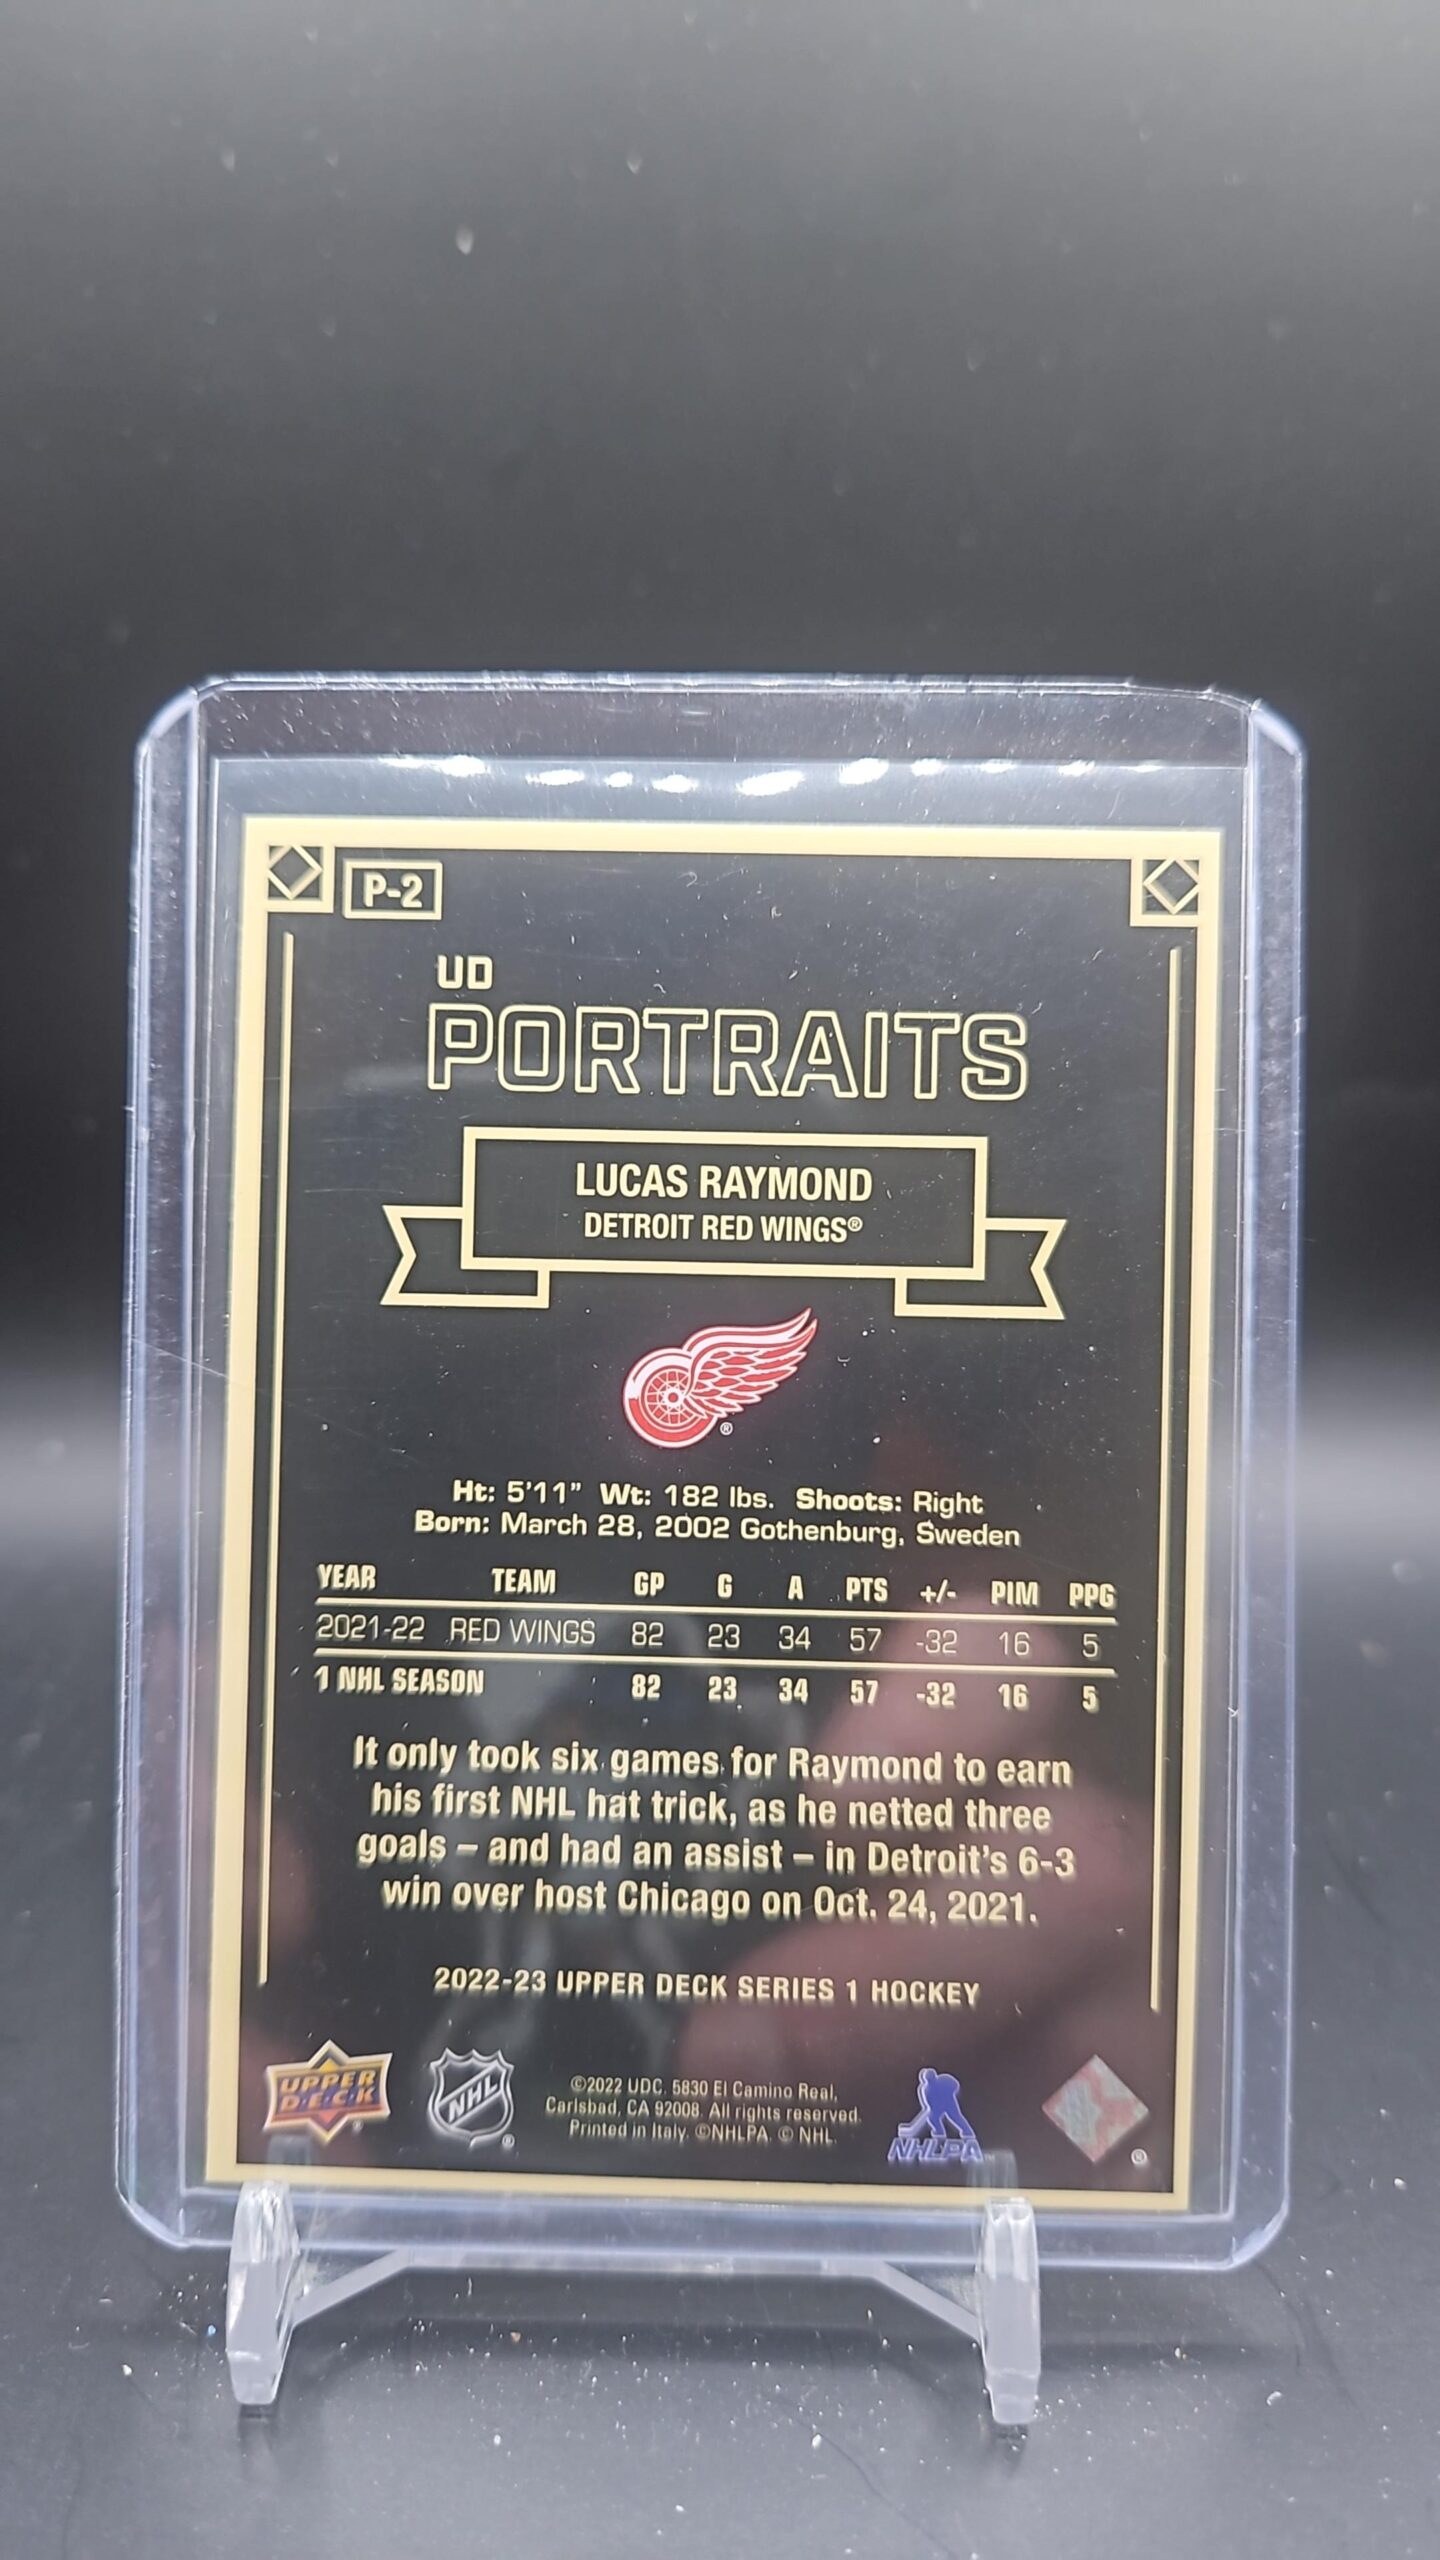 P-2
UD
PORTRAITS
LUCAS RAYMOND
DETROIT RED WINGS®
®
Ht: 5'11" Wt: 182 lbs. Shoots: Right
Born: March 28, 2002 Gothenburg, Sweden
YEAR TEAM GP G A PTS +/- PIM PPG
2021-22 RED WINGS 82 23 34 57 -32 16 5
1 NHL SEASON 82 23 34 57 -32 16 5
It only took six games for Raymond to earn
his first NHL hat trick, as he netted three
goals – and had an assist – in Detroit's 6-3
win over host Chicago on Oct. 24, 2021.
2022-23 UPPER DECK SERIES 1 HOCKEY
UPPER
DECK
®
NHL
®
©2022 UDC. 5830 El Camino Real,
Carlsbad, CA 92008. All rights reserved.
Printed in Italy. ©NHLPA. © NHL.
NHLPA
®